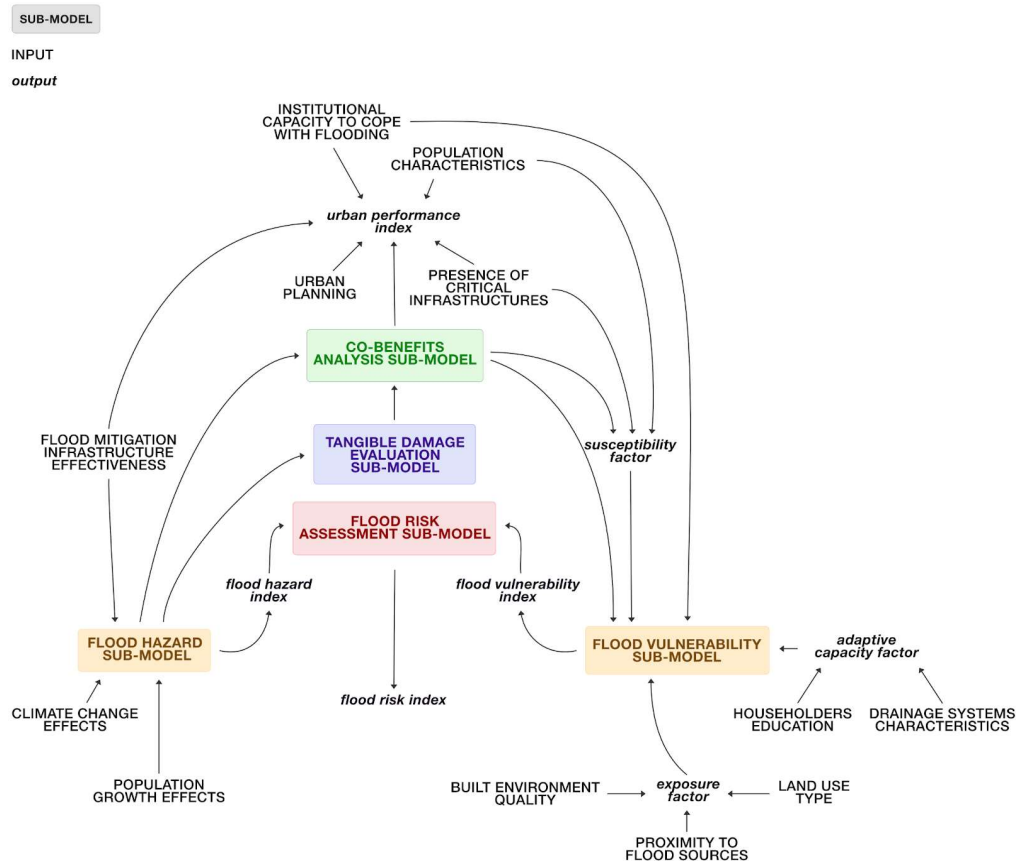 SUB-MODEL
INPUT
output
INSTITUTIONAL
CAPACITY TO COPE
WITH FLOODING
POPULATION
CHARACTERISTICS
urban performance
index
URBAN
PLANNING
PRESENCE OF
CRITICAL
INFRASTRUCTURES
CO-BENEFITS
ANALYSIS SUB-MODEL
FLOOD MITIGATION
INFRASTRUCTURE
EFFECTIVENESS
TANGIBLE DAMAGE
EVALUATION
SUB-MODEL
susceptibility
factor
FLOOD RISK
ASSESSMENT SUB-MODEL
flood hazard
index
flood vulnerability
index
FLOOD HAZARD
SUB-MODEL
FLOOD VULNERABILITY
SUB-MODEL
adaptive
capacity factor
flood risk index
CLIMATE CHANGE
EFFECTS
HOUSEHOLDERS
EDUCATION
DRAINAGE SYSTEMS
CHARACTERISTICS
POPULATION
GROWTH EFFECTS
BUILT ENVIRONMENT
QUALITY
exposure
factor
LAND USE
TYPE
PROXIMITY TO
FLOOD SOURCES